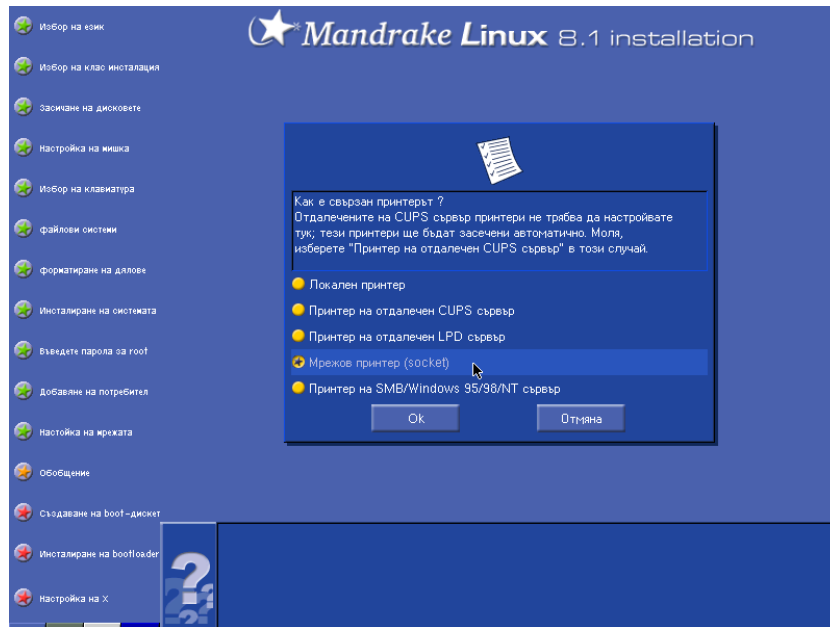 Mandrake Linux 8.1 installation
Избор на език
Избор на клас инсталация
Засичане на дисковете
Настройка на мишка
Избор на клавиатура
файлови системи
форматиране на дялове
Инсталиране на системата
Въведете парола за root
Добавяне на потребител
Настойка на мрежата
Обобщение
Създаване на boot-дискет
Инсталиране на bootloader
Настройка на X
Как е свързан принтерът ?
Отдалечените на CUPS сървър принтери не трябва да настройвате
тук; тези принтери ще бъдат засечени автоматично. Моля,
изберете "Принтер на отдалечен CUPS сървър" в този случай.
Локален принтер
Принтер на отдалечен CUPS сървър
Принтер на отдалечен LPD сървър
Мрежов принтер (socket)
Принтер на SMB/Windows 95/98/NT сървър
Ok
Отмяна